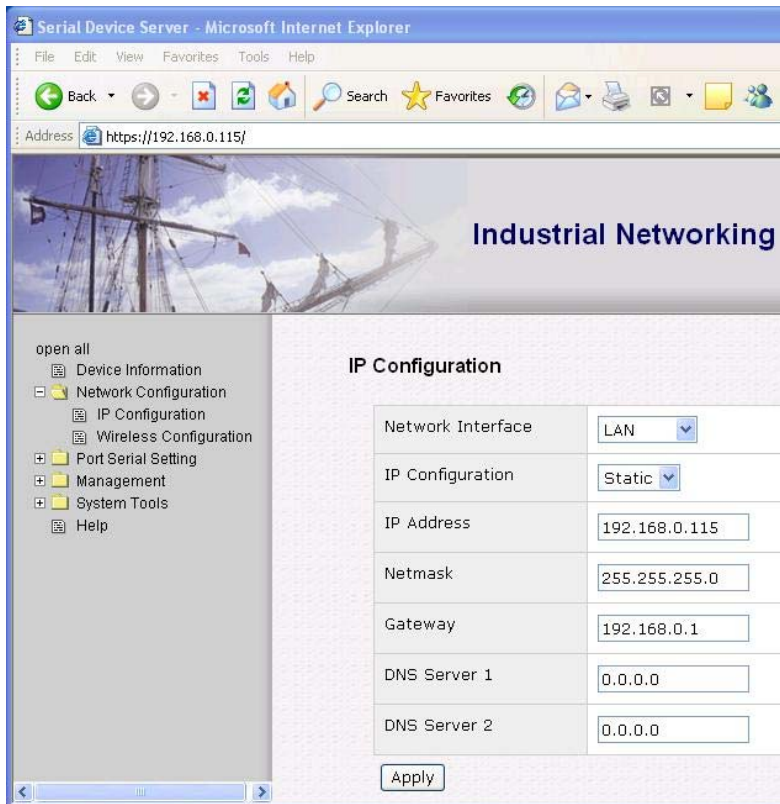 Serial Device Server - Microsoft Internet Explorer
File Edit View Favorites Tools Help
Back Search Favorites
Address https://192.168.0.115/
Industrial Networking
open all
Device Information
Network Configuration
IP Configuration
Wireless Configuration
Port Serial Setting
Management
System Tools
Help
IP Configuration
Network Interface LAN
IP Configuration Static
IP Address 192.168.0.115
Netmask 255.255.255.0
Gateway 192.168.0.1
DNS Server 1 0.0.0.0
DNS Server 2 0.0.0.0
Apply